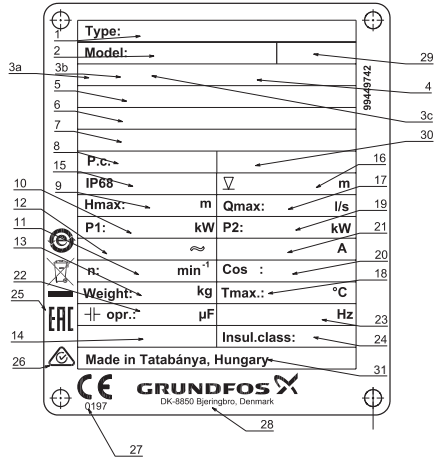 1 Type:
2 Model: 29
3a 3b 4
5 3c
6
7
8 P.c. 30
15 IP68 m 16
9 Hmax: m Qmax: l/s 17
10 P1: kW P2: kW 19
12 A 21
11 n: min-1 Cos : 20
13 Weight: kg Tmax.: °C 18
22 opr.: µF Hz 23
25 EAC
14 Insul.class: 24
26 Made in Tatabánya, Hungary 31
CE GRUNDFOS
0197 DK-8850 Bjeringbro, Denmark
27 28
99449742